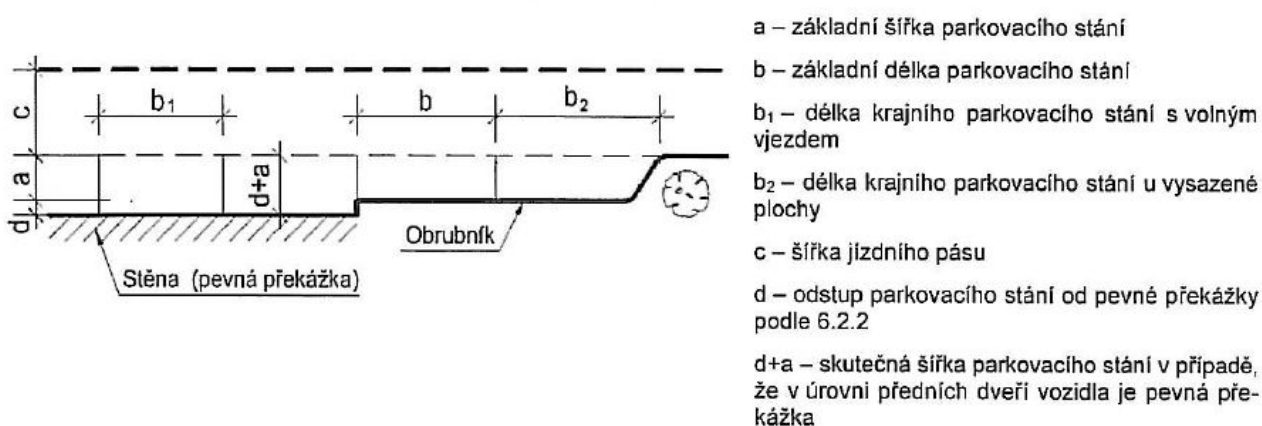 c
a
d
b₁
d+a
b
b₂
Obrubník
Stěna (pevná překážka)
a – základní šířka parkovacího stání
b – základní délka parkovacího stání
b₁ – délka krajního parkovacího stání s volným
vjezdem
b₂ – délka krajního parkovacího stání u vysazené
plochy
c – šířka jízdního pásu
d – odstup parkovacího stání od pevné překážky
podle 6.2.2
d+a – skutečná šířka parkovacího stání v případě,
že v úrovni předních dveří vozidla je pevná pře-
kážka